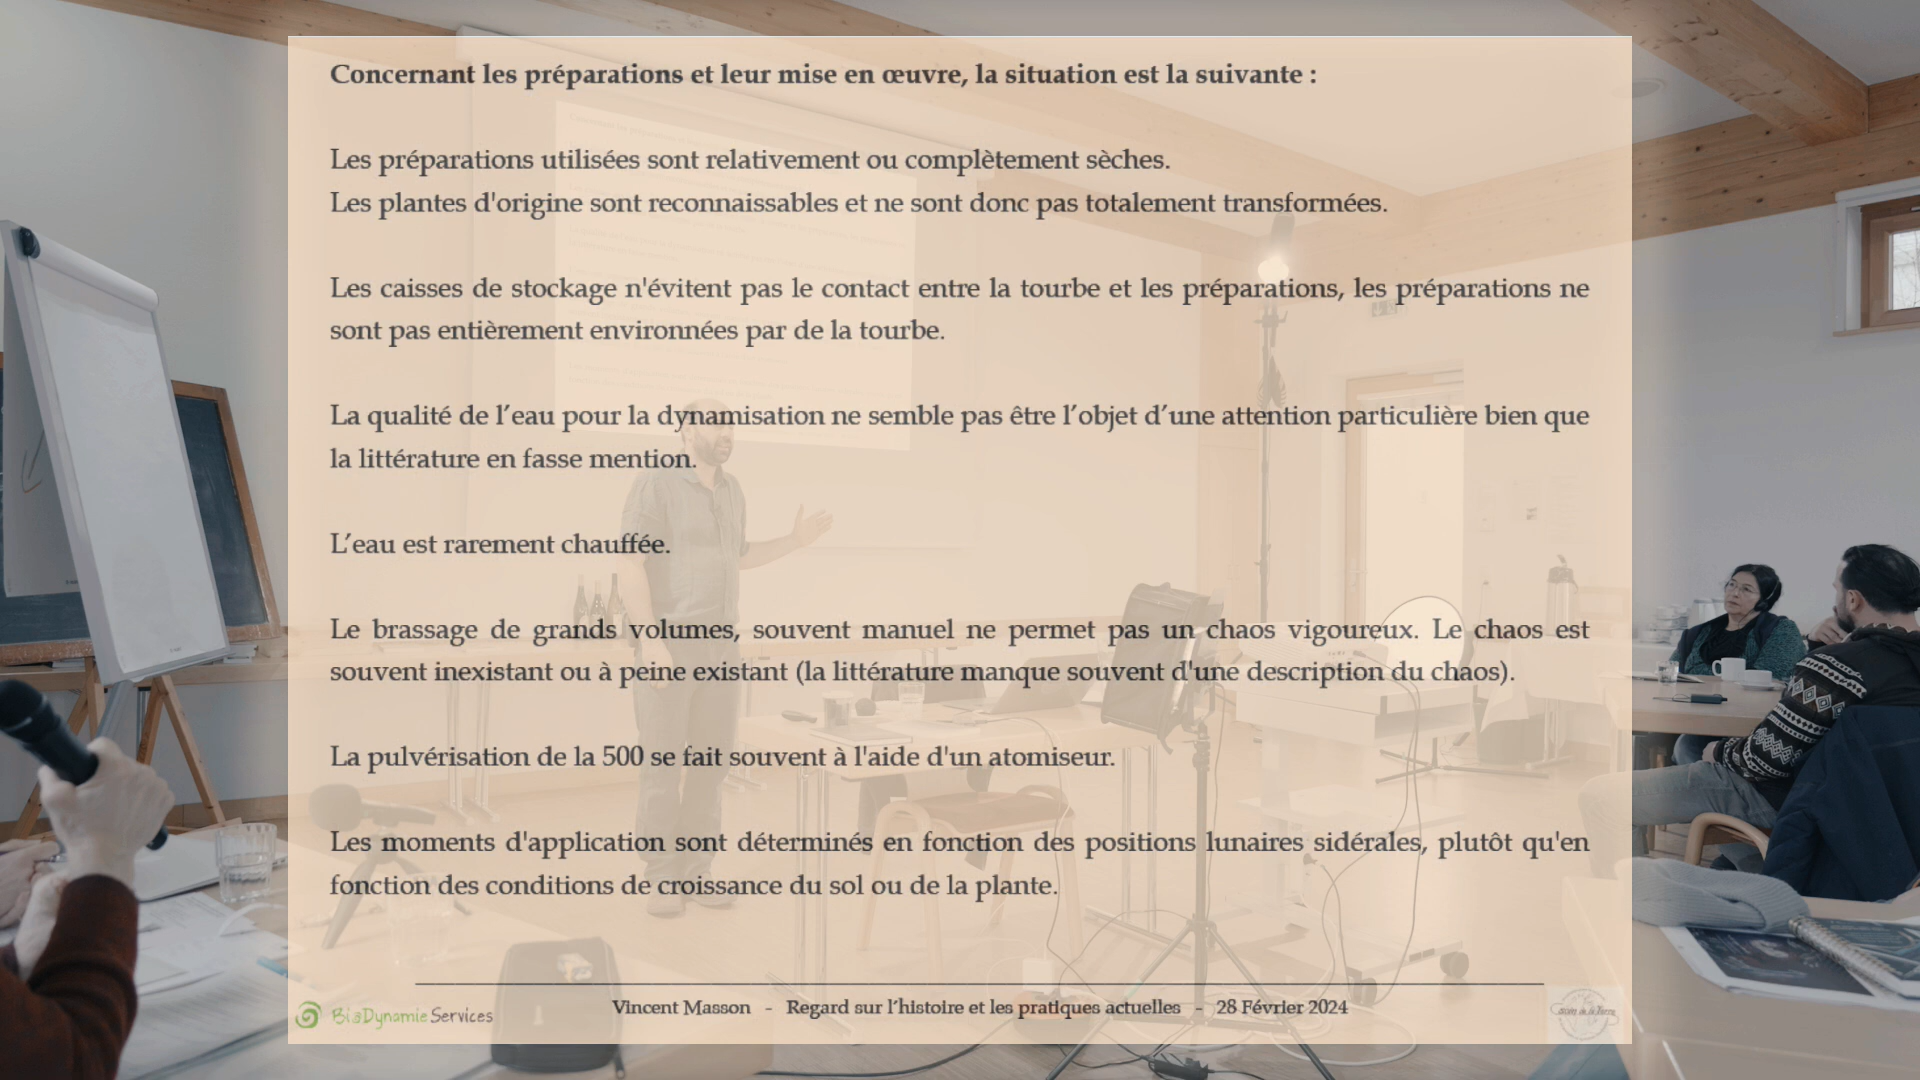 Concernant les préparations et leur mise en œuvre, la situation est la suivante :
Les préparations utilisées sont relativement ou complètement sèches.
Les plantes d'origine sont reconnaissables et ne sont donc pas totalement transformées.
Les caisses de stockage n'évitent pas le contact entre la tourbe et les préparations, les préparations ne
sont pas entièrement environnées par de la tourbe.
La qualité de l’eau pour la dynamisation ne semble pas être l’objet d’une attention particulière bien que
la littérature en fasse mention.
L’eau est rarement chauffée.
Le brassage de grands volumes, souvent manuel ne permet pas un chaos vigoureux. Le chaos est
souvent inexistant ou à peine existant (la littérature manque souvent d'une description du chaos).
La pulvérisation de la 500 se fait souvent à l'aide d'un atomiseur.
Les moments d'application sont déterminés en fonction des positions lunaires sidérales, plutôt qu'en
fonction des conditions de croissance du sol ou de la plante.
BioDynamie Services
Vincent Masson - Regard sur l’histoire et les pratiques actuelles - 28 Février 2024